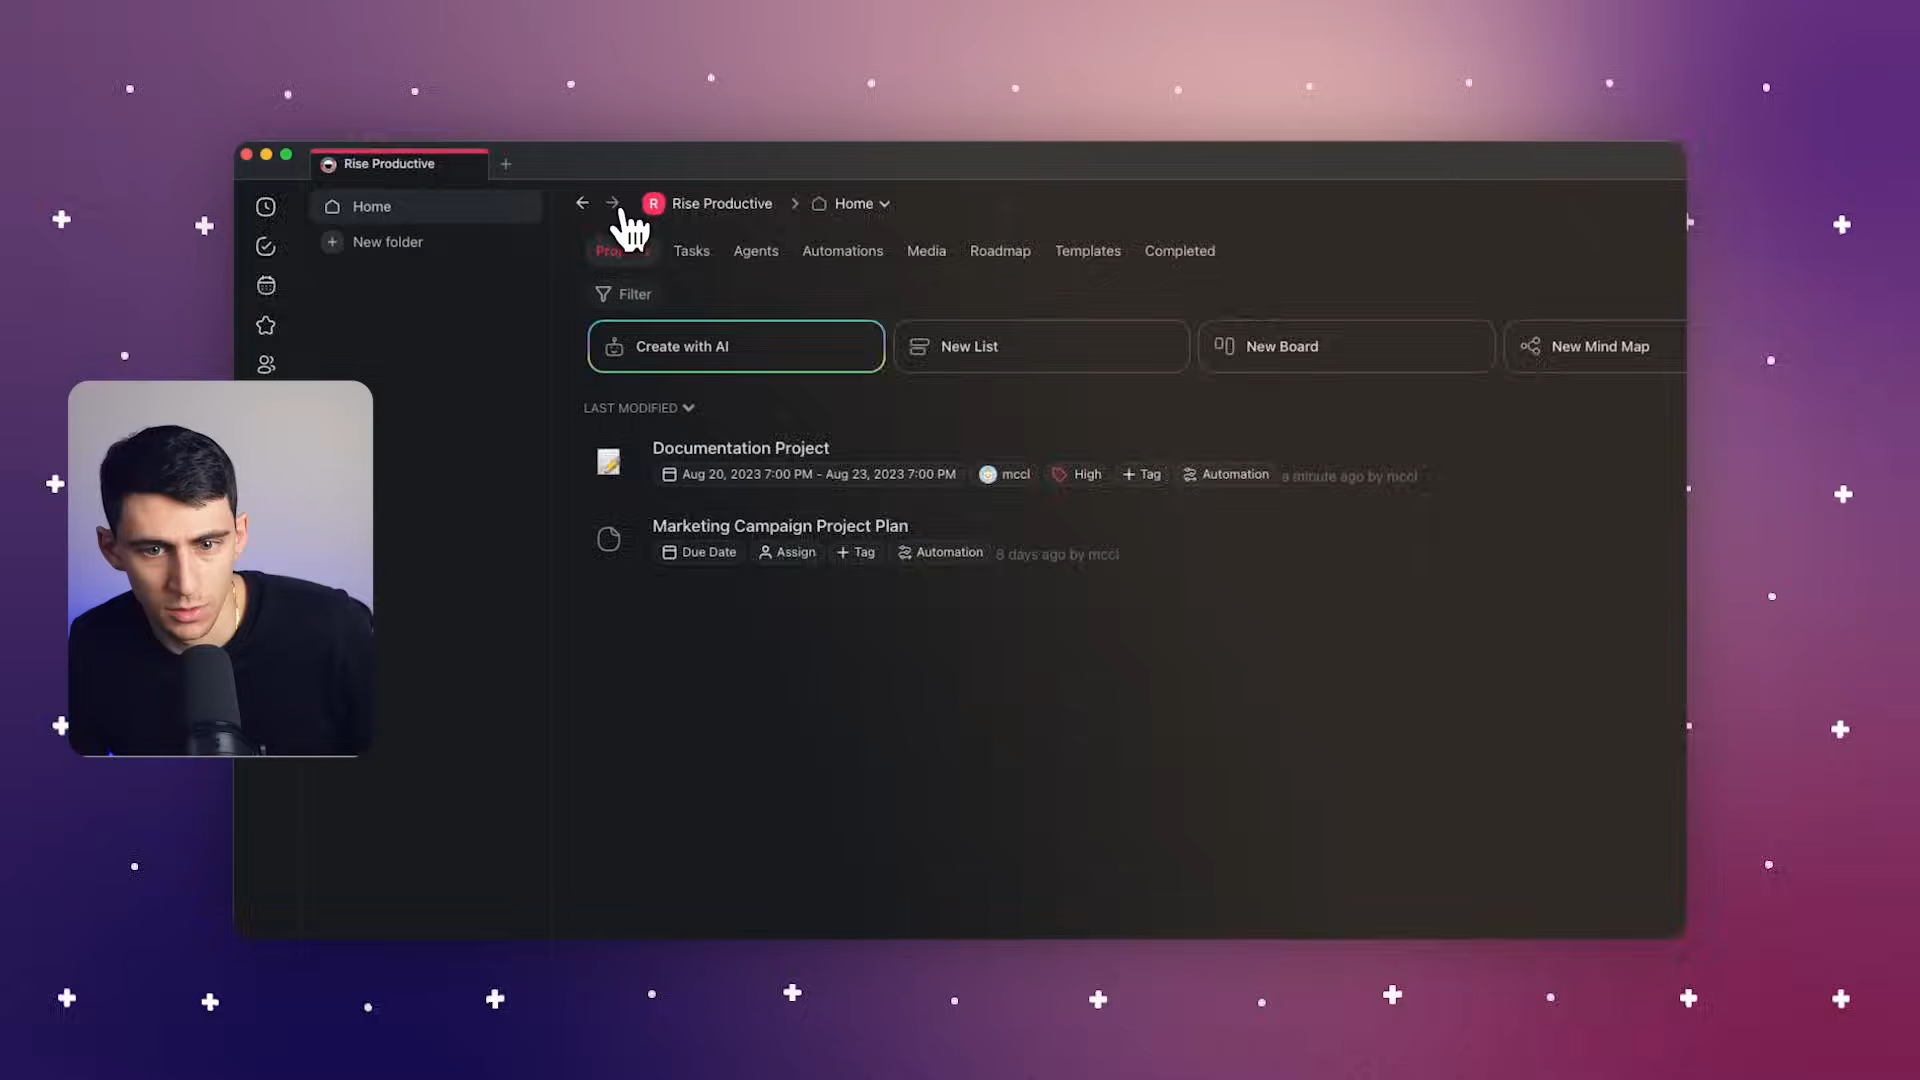 Rise Productive
Home
R Rise Productive Home
New folder
Tasks Agents Automations Media Roadmap Templates Completed
Filter
Create with AI New List New Board New Mind Map
LAST MODIFIED
Documentation Project
Aug 20, 2023 7:00 PM – Aug 23, 2023 7:00 PM mccl High + Tag Automation a minute ago by mccl
Marketing Campaign Project Plan
Due Date Assign + Tag Automation 8 days ago by mccl